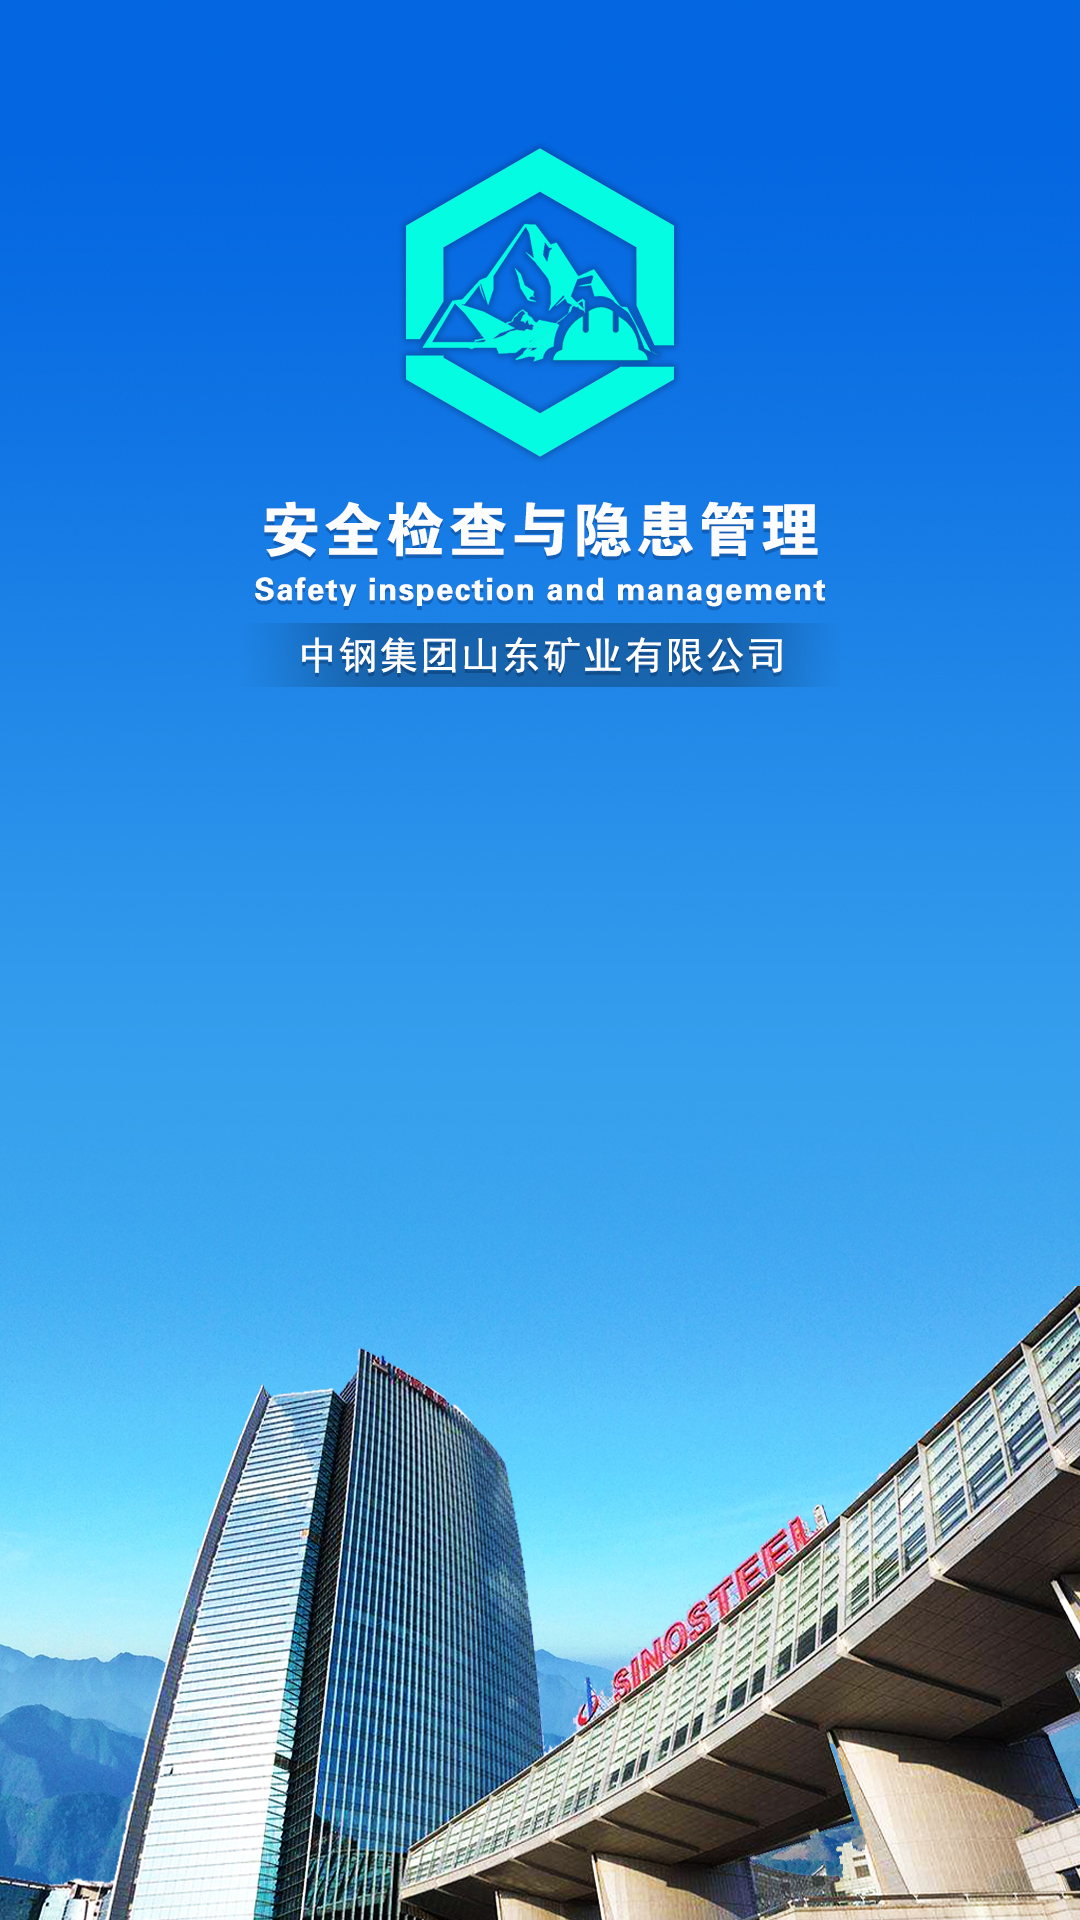 安全检查与隐患管理
Safety inspection and management
中钢集团山东矿业有限公司
SINOSTEEL